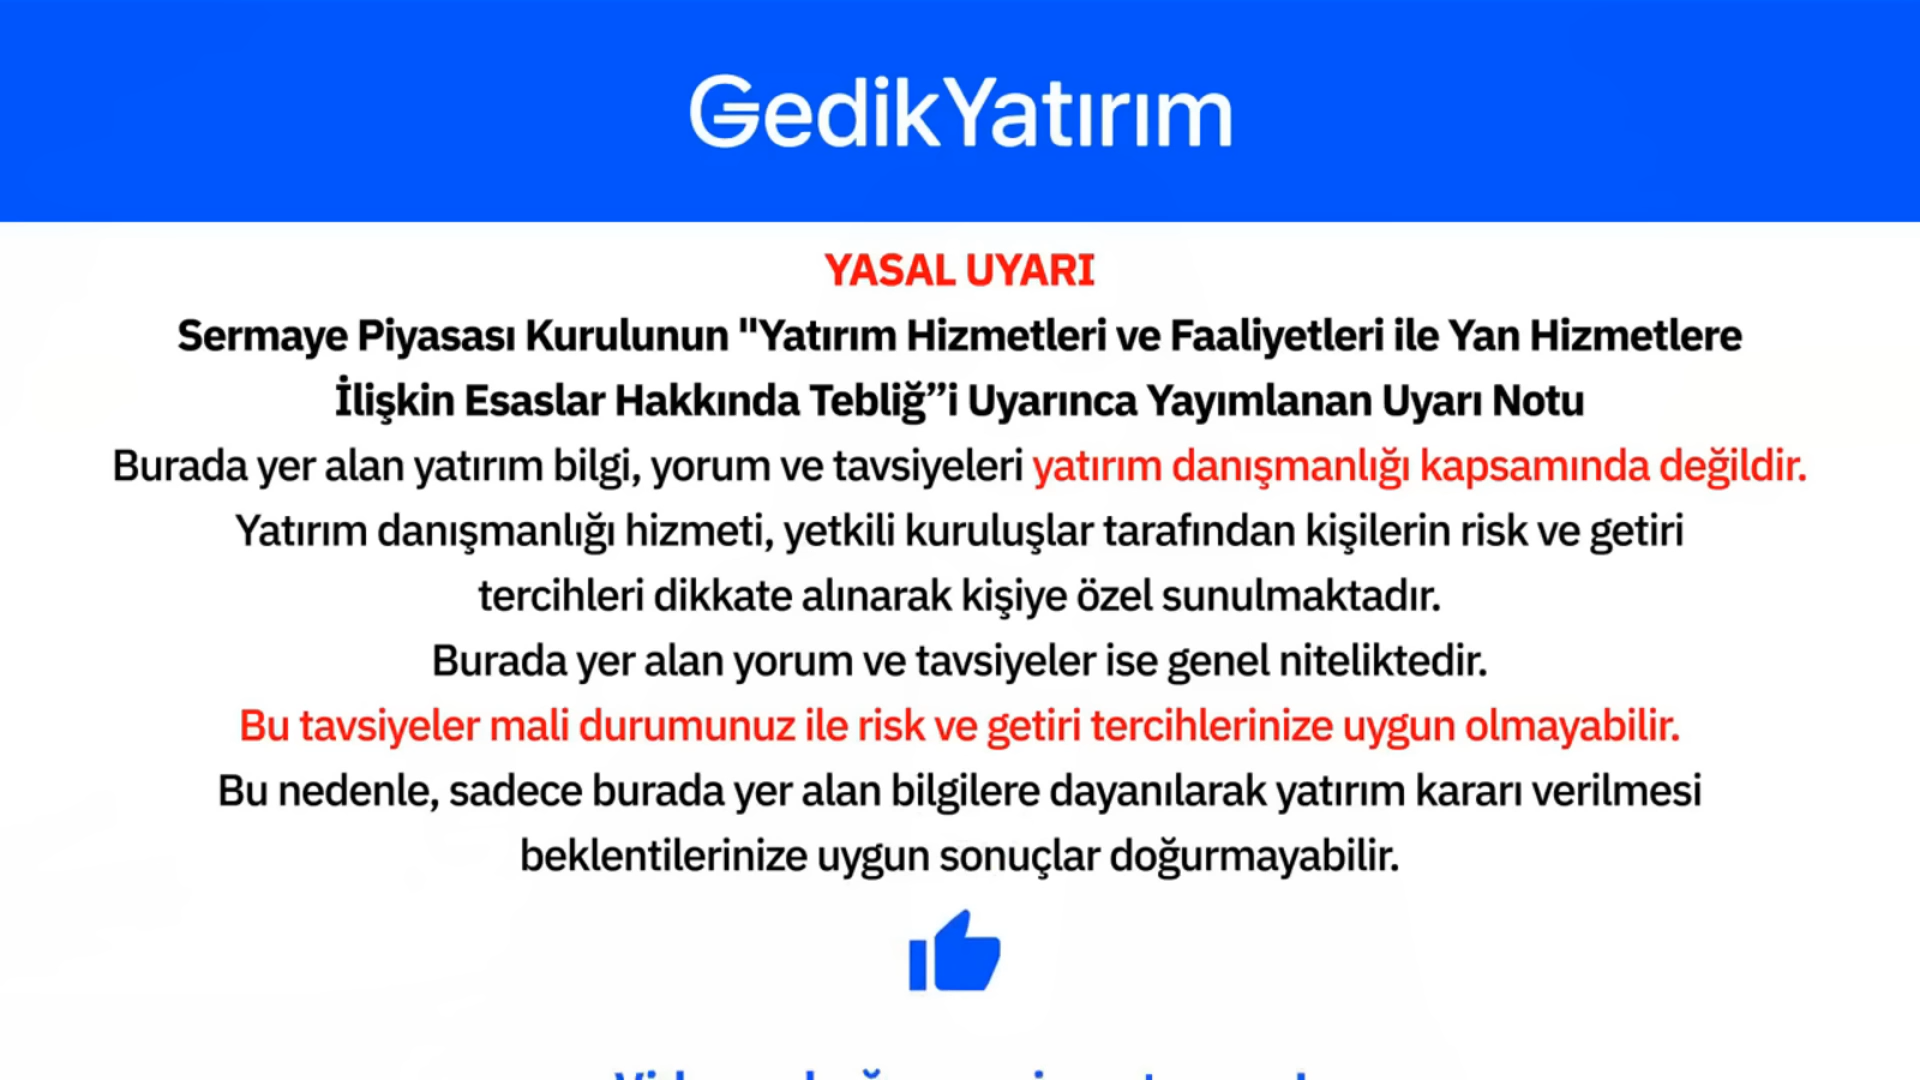 GedikYatırım
YASAL UYARI
Sermaye Piyasası Kurulunun "Yatırım Hizmetleri ve Faaliyetleri ile Yan Hizmetlere
İlişkin Esaslar Hakkında Tebliğ”i Uyarınca Yayımlanan Uyarı Notu
Burada yer alan yatırım bilgi, yorum ve tavsiyeleri yatırım danışmanlığı kapsamında değildir.
Yatırım danışmanlığı hizmeti, yetkili kuruluşlar tarafından kişilerin risk ve getiri
tercihleri dikkate alınarak kişiye özel sunulmaktadır.
Burada yer alan yorum ve tavsiyeler ise genel niteliktedir.
Bu tavsiyeler mali durumunuz ile risk ve getiri tercihlerinize uygun olmayabilir.
Bu nedenle, sadece burada yer alan bilgilere dayanılarak yatırım kararı verilmesi
beklentilerinize uygun sonuçlar doğurmayabilir.